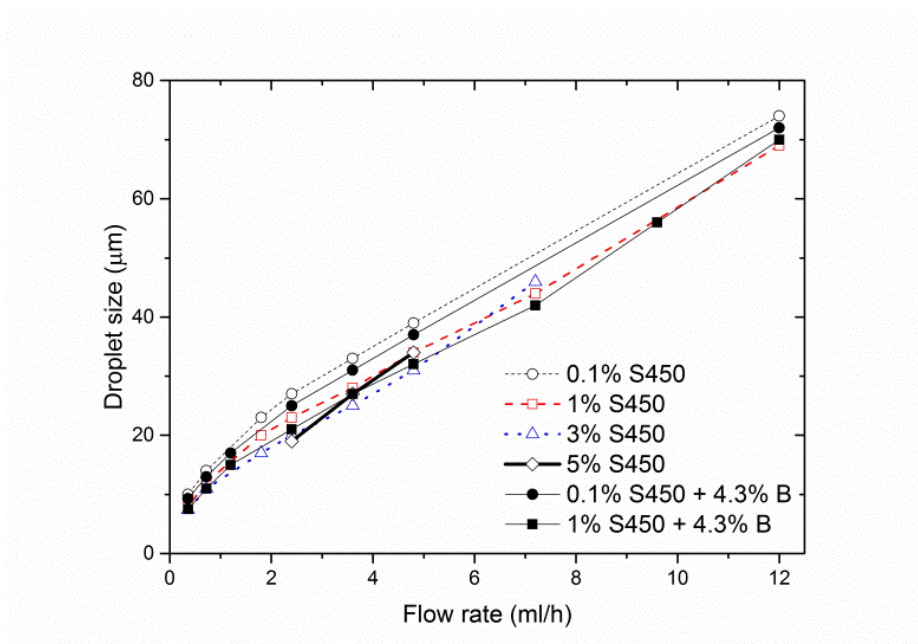 80
60
40
20
0
Droplet size (μm)
0.1% S450
1% S450
3% S450
5% S450
0.1% S450 + 4.3% B
1% S450 + 4.3% B
0 2 4 6 8 10 12
Flow rate (ml/h)